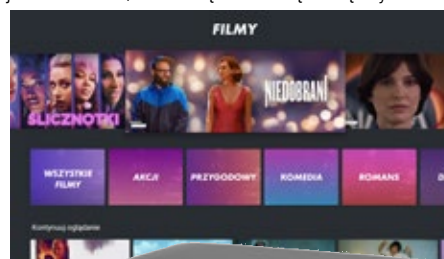 FILMY
ŚLICZNOTKI
NIEDOBRANI
WSZYSTKIE
FILMY
AKCJI
PRZYGODOWY
KOMEDIA
ROMANS
Kontynuuj oglądanie